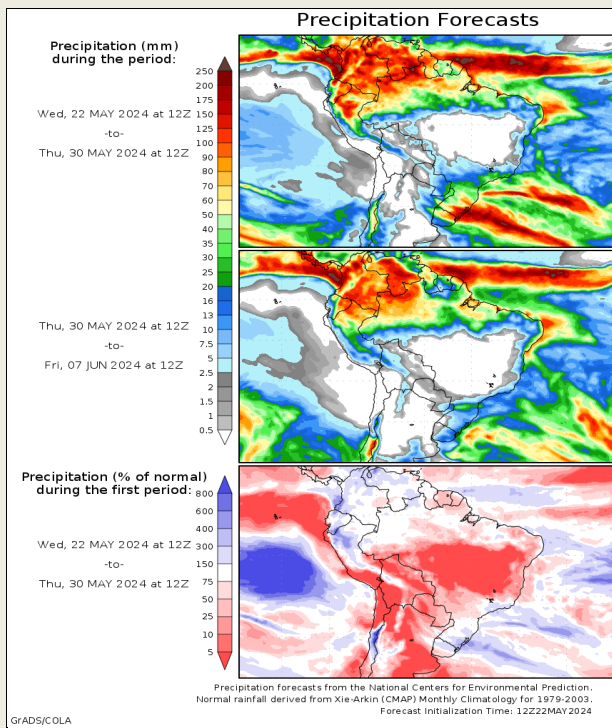 Precipitation Forecasts
Precipitation (mm)
during the period:
Wed, 22 MAY 2024 at 12Z
-to-
Thu, 30 MAY 2024 at 12Z
250
200
175
150
125
100
90
80
70
60
50
40
35
30
25
20
16
13
10
7.5
5
2.5
2
1.5
1
0.5
Thu, 30 MAY 2024 at 12Z
-to-
Fri, 07 JUN 2024 at 12Z
Precipitation (% of normal)
during the first period:
Wed, 22 MAY 2024 at 12Z
-to-
Thu, 30 MAY 2024 at 12Z
800
600
400
300
150
75
50
25
10
5
Precipitation forecasts from the National Centers for Environmental Prediction.
Normal rainfall derived from Xie-Arkin (CMAP) Monthly Climatology for 1979-2003.
Forecast Initialization Time: 12Z22MAY2024
GrADS/COLA